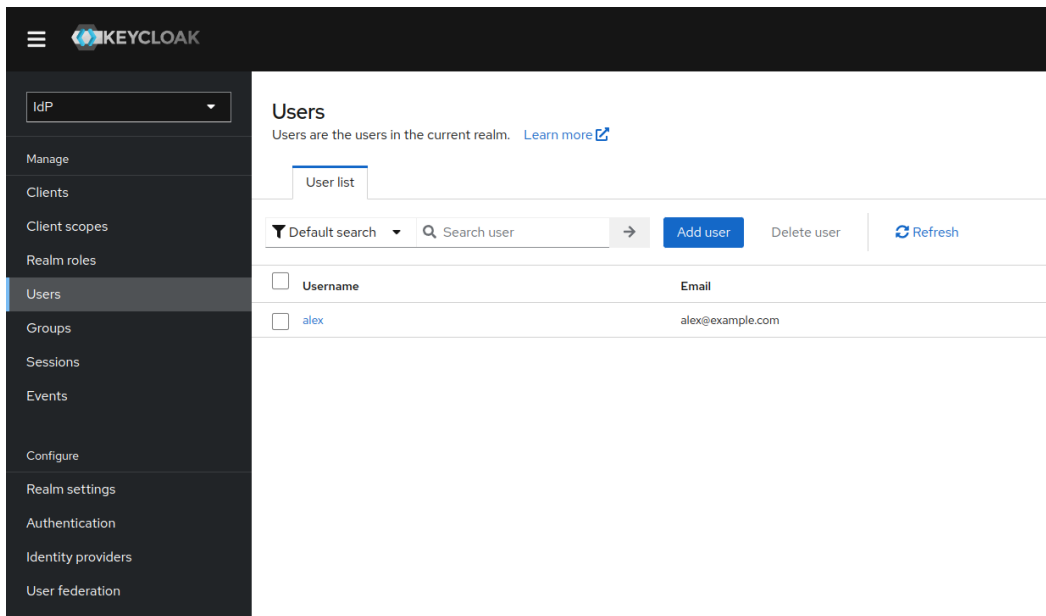 KEYCLOAK
IdP
Manage
Clients
Client scopes
Realm roles
Users
Groups
Sessions
Events
Configure
Realm settings
Authentication
Identity providers
User federation
Users
Users are the users in the current realm. Learn more
User list
Default search Search user Add user Delete user Refresh
Username Email
alex alex@example.com